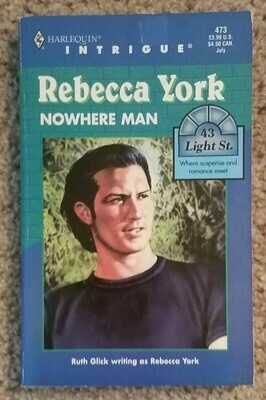 HARLEQUIN®
INTRIGUE®
473
$3.99 U.S.
$4.50 CAN.
July
Rebecca York
NOWHERE MAN
43
Light St.
Where suspense and
romance meet
Ruth Glick writing as Rebecca York